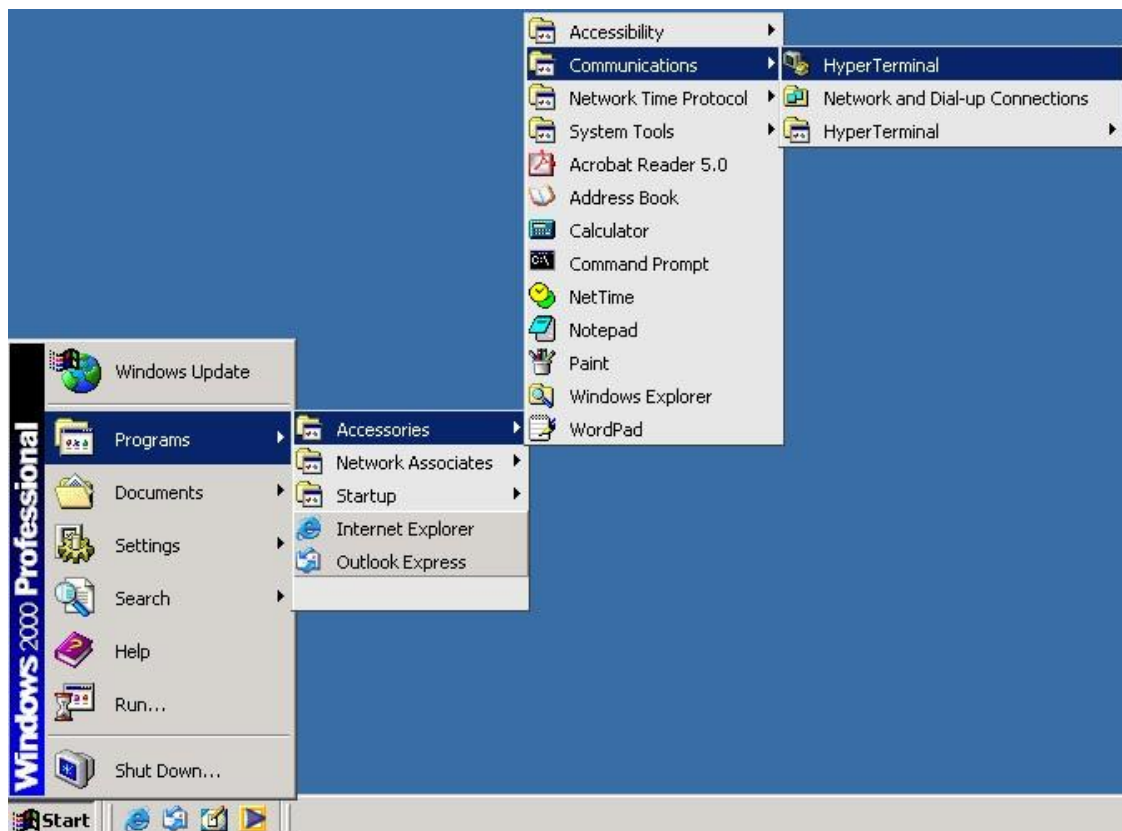 Accessibility
Communications
Network Time Protocol
System Tools
Acrobat Reader 5.0
Address Book
Calculator
Command Prompt
NetTime
Notepad
Paint
Windows Explorer
WordPad
HyperTerminal
Network and Dial-up Connections
HyperTerminal
Windows Update
Programs
Documents
Settings
Search
Help
Run...
Shut Down...
Accessories
Network Associates
Startup
Internet Explorer
Outlook Express
Windows 2000 Professional
Start